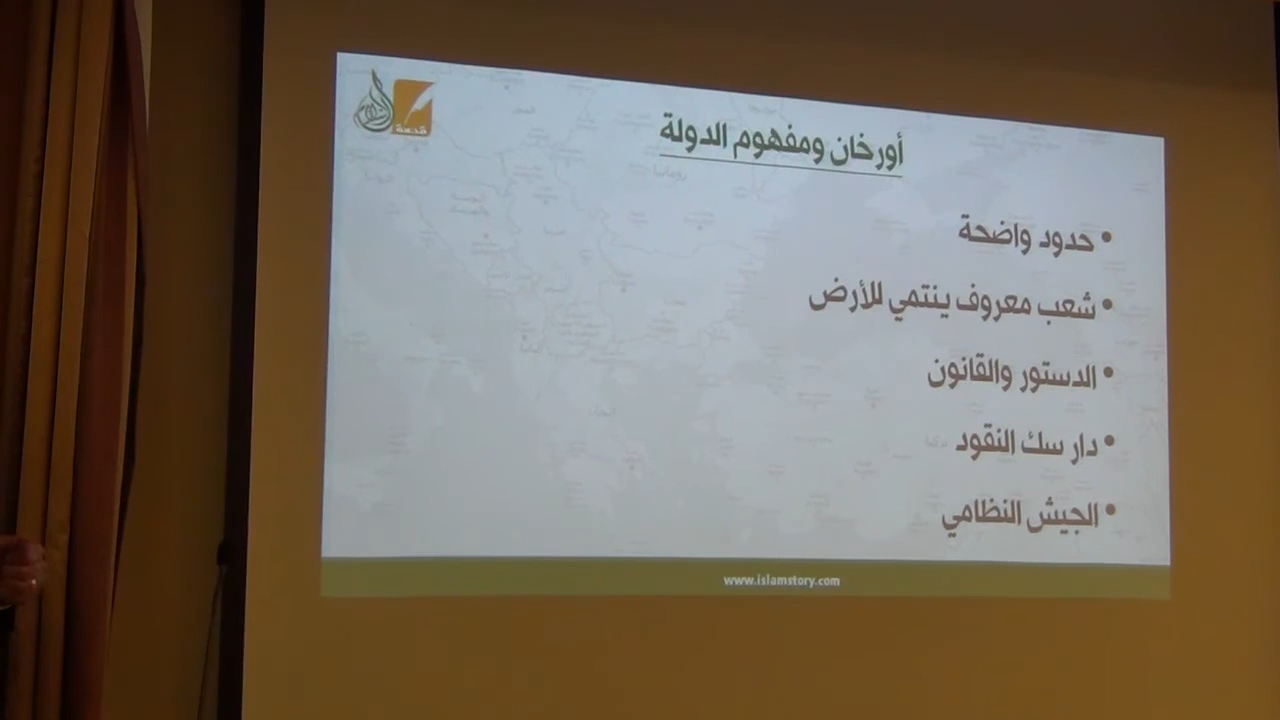 قصة
أورخان ومفهوم الدولة
• حدود واضحة
• شعب معروف ينتمي للأرض
• الدستور والقانون
• دار سك النقود
• الجيش النظامي
www.islamstory.com